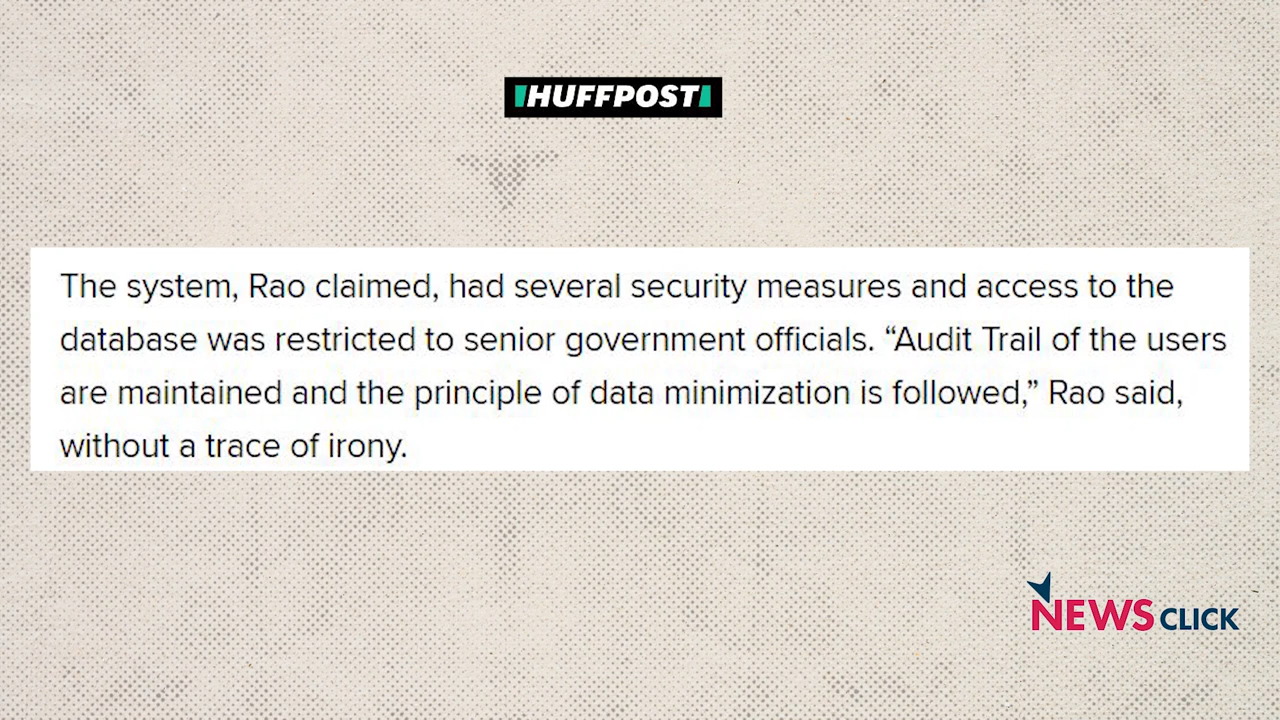 HUFFPOST
The system, Rao claimed, had several security measures and access to the
database was restricted to senior government officials. “Audit Trail of the users
are maintained and the principle of data minimization is followed,” Rao said,
without a trace of irony.
NEWS CLICK